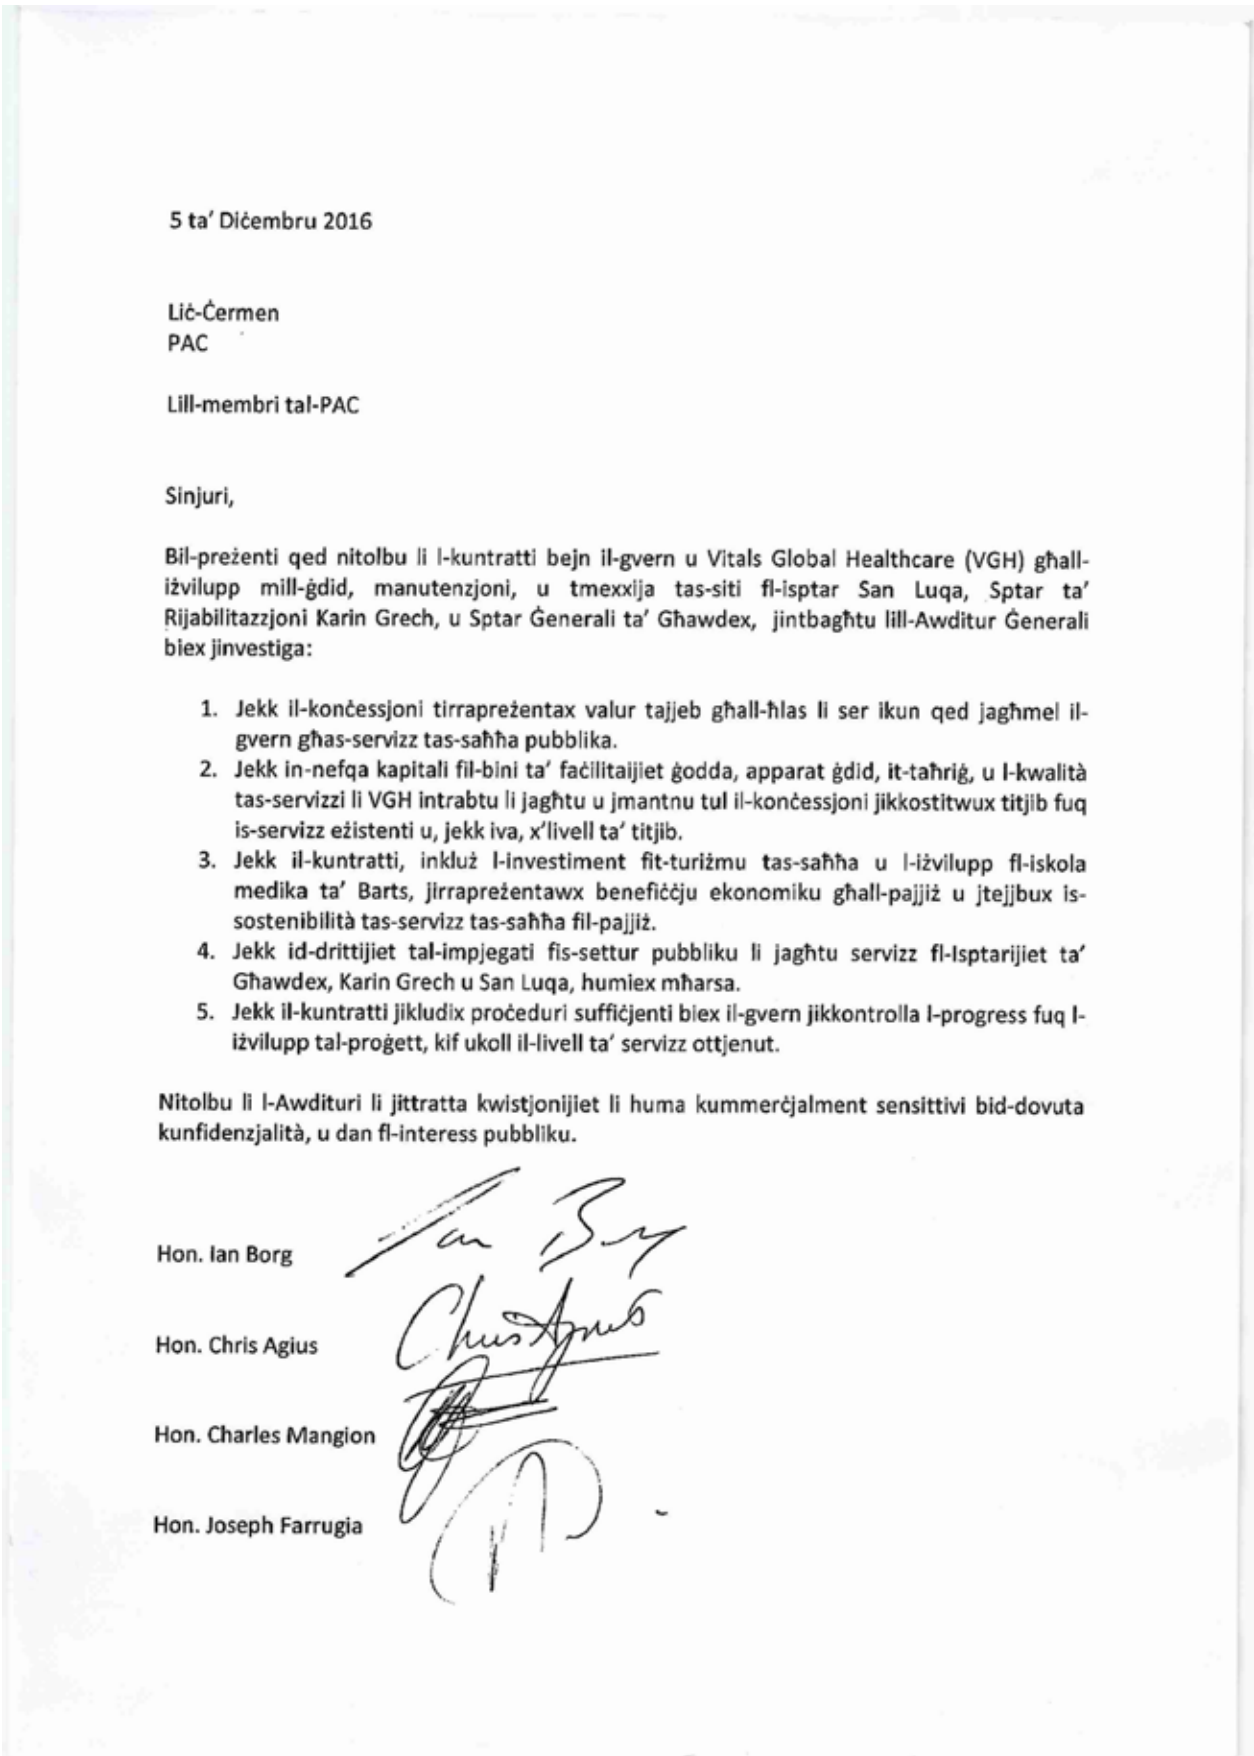 5 ta' Diċembru 2016
Liċ-Ċermen
PAC
Lill-membri tal-PAC
Sinjuri,
Bil-preżenti qed nitolbu li l-kuntratti bejn il-gvern u Vitals Global Healthcare (VGH) għall-
iżvilupp mill-ġdid, manutenzjoni, u tmexxija tas-siti fl-isptar San Luqa, Sptar ta'
Rijabilitazzjoni Karin Grech, u Sptar Ġenerali ta' Għawdex, jintbagħtu lill-Awditur Ġenerali
biex jinvestiga:
1. Jekk il-konċessjoni tirrapreżentax valur tajjeb għall-ħlas li ser ikun qed jagħmel il-
gvern għas-servizz tas-saħħa pubblika.
2. Jekk in-nefqa kapitali fil-bini ta' faċilitaijiet ġodda, apparat ġdid, it-taħriġ, u l-kwalità
tas-servizzi li VGH intrabtu li jagħtu u jmantnu tul il-konċessjoni jikkostitwux titjib fuq
is-servizz eżistenti u, jekk iva, x'livell ta' titjib.
3. Jekk il-kuntratti, inkluż l-investiment fit-turiżmu tas-saħħa u l-iżvilupp fl-iskola
medika ta' Barts, jirrapreżentawx benefiċċju ekonomiku għall-pajjiż u jtejjbux is-
sostenibilità tas-servizz tas-saħħa fil-pajjiż.
4. Jekk id-drittijiet tal-impjegati fis-settur pubbliku li jagħtu servizz fl-Isptarijiet ta'
Għawdex, Karin Grech u San Luqa, humiex mħarsa.
5. Jekk il-kuntratti jikludix proċeduri suffiċjenti biex il-gvern jikkontrolla l-progress fuq l-
iżvilupp tal-proġett, kif ukoll il-livell ta' servizz ottjenut.
Nitolbu li l-Awdituri li jittratta kwistjonijiet li huma kummerċjalment sensittivi bid-dovuta
kunfidenzjalità, u dan fl-interess pubbliku.
Hon. Ian Borg Ian Borg
Hon. Chris Agius Chris Agius
Hon. Charles Mangion
Hon. Joseph Farrugia